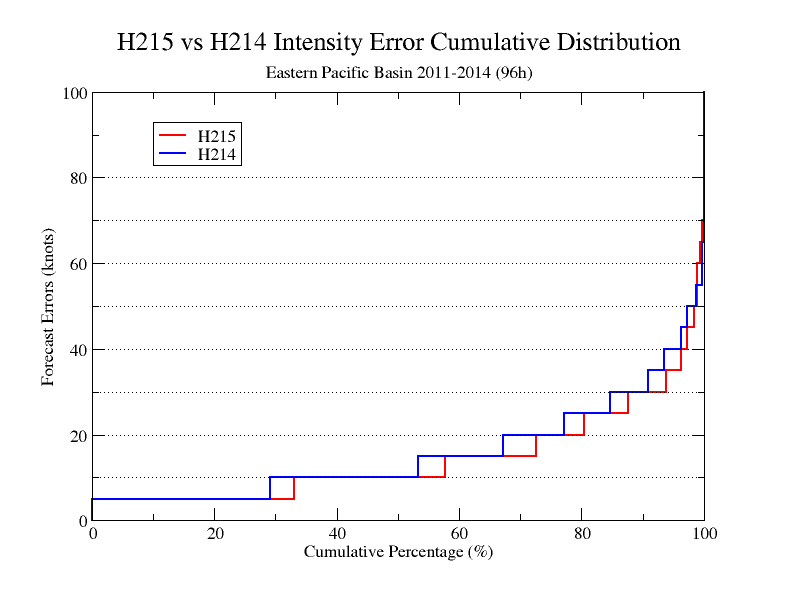 H215 vs H214 Intensity Error Cumulative Distribution
Eastern Pacific Basin 2011-2014 (96h)
100
80
60
40
20
0
Forecast Errors (knots)
H215
H214
0 20 40 60 80 100
Cumulative Percentage (%)